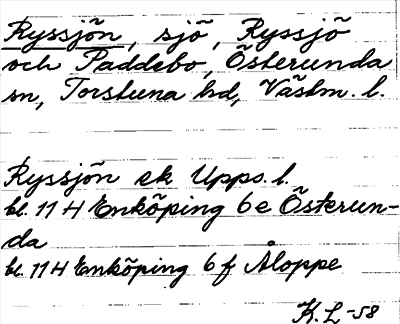 Ryssjön, sjö, Ryssjö
och Paddebo, Österunda
sn, Torstuna hd, Västm. l.
Ryssjön ek Upps. l.
bl. 11 H Enköping 6 e Österun-
da
bl. 11 H Enköping 6 f Åloppe
K. L -58